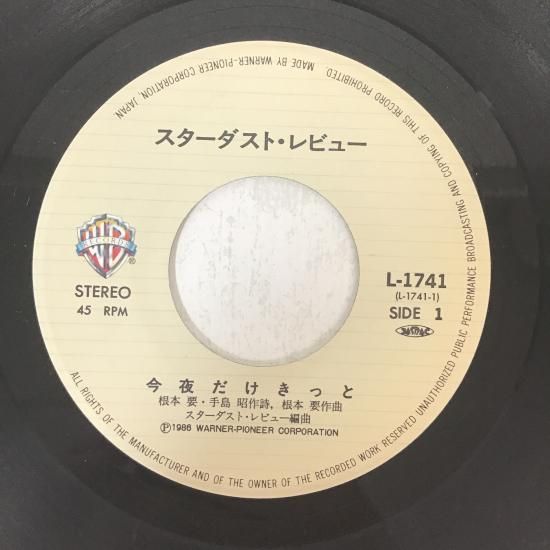 スターダスト・レビュー
WB
RECORDS
®
STEREO
45 RPM
L-1741
(L-1741-1)
SIDE 1
JASRAC
今夜だけきっと
根本 要・手島 昭作詩, 根本 要作曲
スターダスト・レビュー編曲
Ⓟ1986 WARNER-PIONEER CORPORATION
ALL RIGHTS OF THE MANUFACTURER AND OF THE OWNER OF THE RECORDED WORK RESERVED UNAUTHORIZED PUBLIC PERFORMANCE BROADCASTING AND COPYING OF THIS RECORD PROHIBITED. MADE BY WARNER-PIONEER CORPORATION, JAPAN.